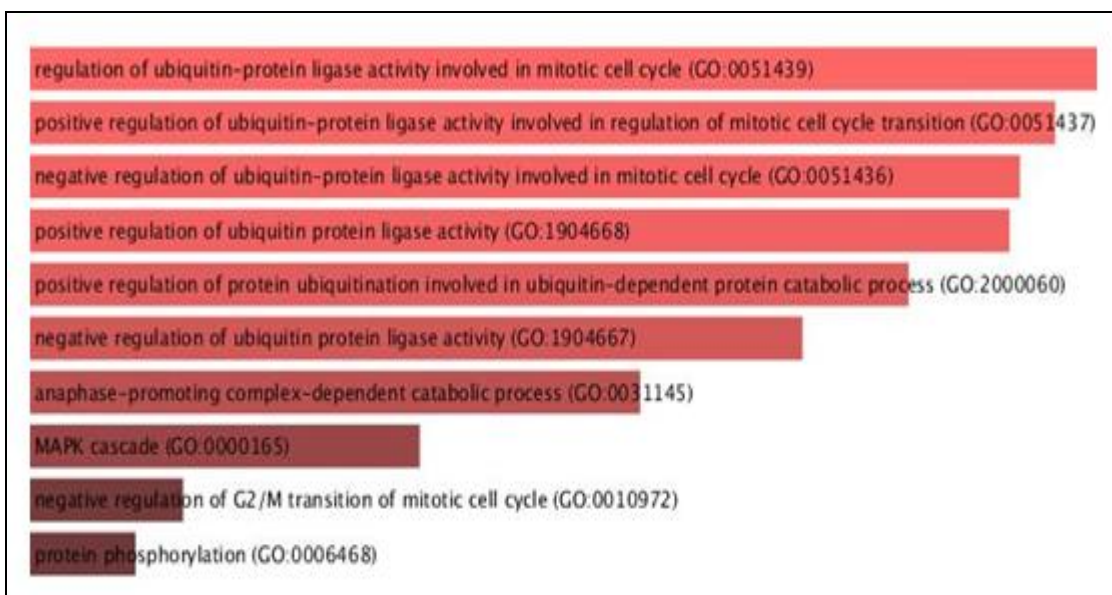 regulation of ubiquitin-protein ligase activity involved in mitotic cell cycle (GO:0051439)
positive regulation of ubiquitin-protein ligase activity involved in regulation of mitotic cell cycle transition (GO:0051437)
negative regulation of ubiquitin-protein ligase activity involved in mitotic cell cycle (GO:0051436)
positive regulation of ubiquitin protein ligase activity (GO:1904668)
positive regulation of protein ubiquitination involved in ubiquitin-dependent protein catabolic process (GO:2000060)
negative regulation of ubiquitin protein ligase activity (GO:1904667)
anaphase-promoting complex-dependent catabolic process (GO:0031145)
MAPK cascade (GO:0000165)
negative regulation of G2/M transition of mitotic cell cycle (GO:0010972)
protein phosphorylation (GO:0006468)